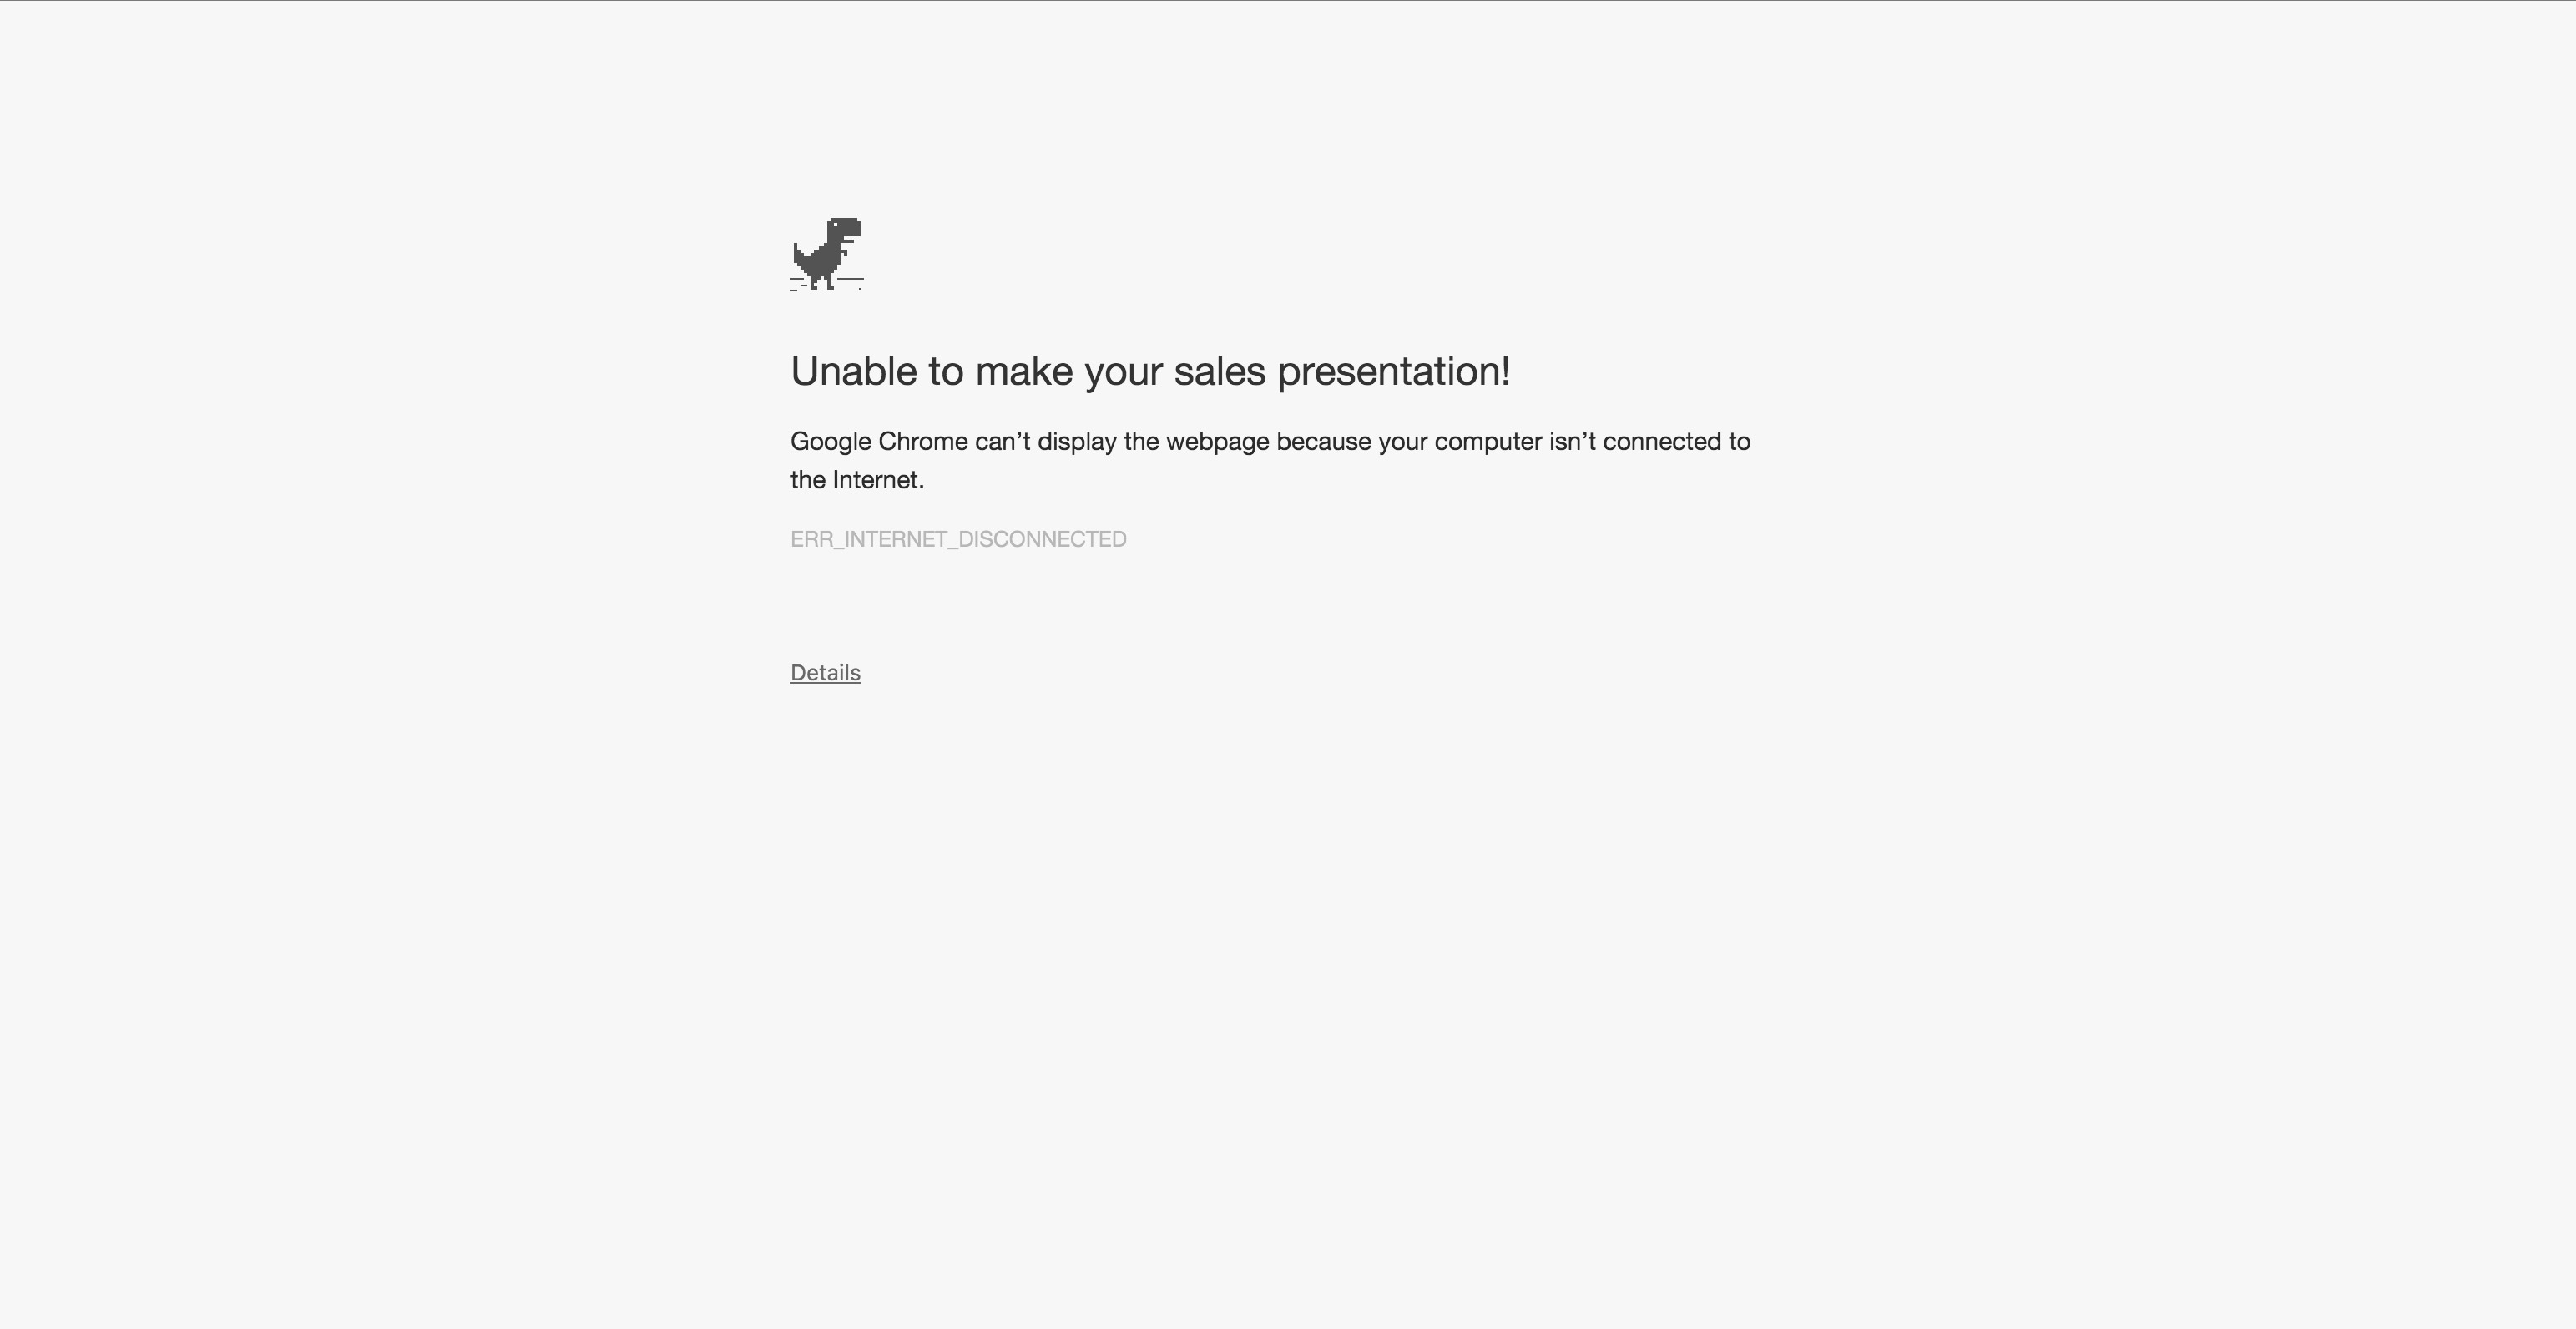 Unable to make your sales presentation!
Google Chrome can’t display the webpage because your computer isn’t connected to
the Internet.
ERR_INTERNET_DISCONNECTED
Details